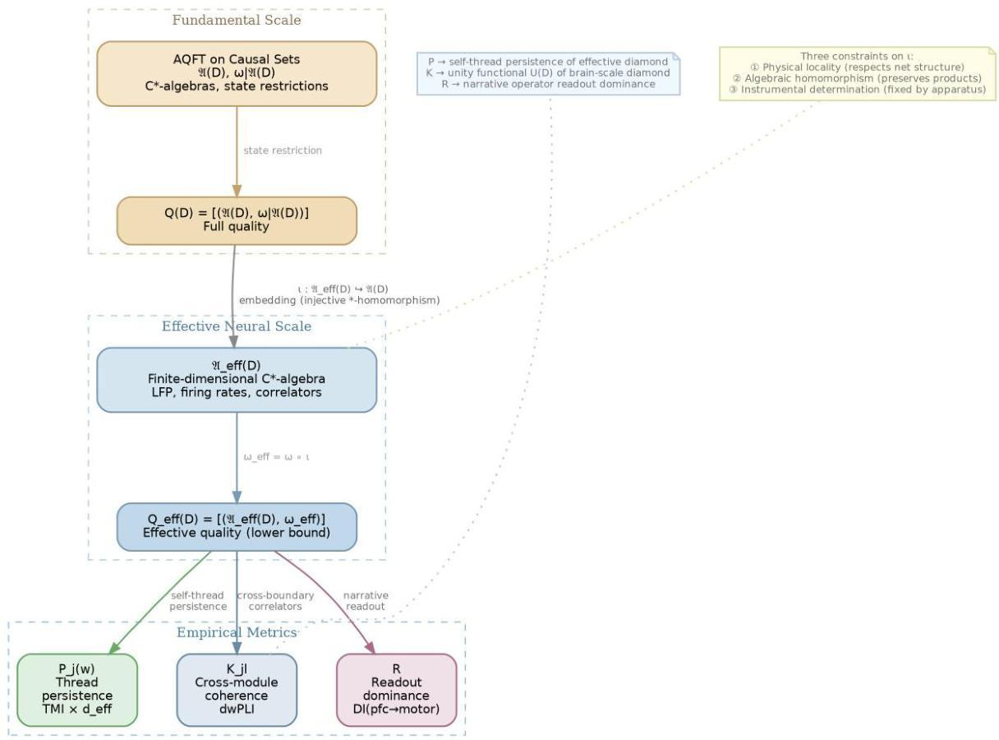 Fundamental Scale
AQFT on Causal Sets
𝔄(D), ω|𝔄(D)
C*-algebras, state restrictions
state restriction
Q(D) = [(𝔄(D), ω|𝔄(D))]
Full quality
P → self-thread persistence of effective diamond
K → unity functional U(D) of brain-scale diamond
R → narrative operator readout dominance
Three constraints on ι:
① Physical locality (respects net structure)
② Algebraic homomorphism (preserves products)
③ Instrumental determination (fixed by apparatus)
ι : 𝔄_eff(D) ↪ 𝔄(D)
embedding (injective *-homomorphism)
Effective Neural Scale
𝔄_eff(D)
Finite-dimensional C*-algebra
LFP, firing rates, correlators
ω_eff = ω ∘ ι
Q_eff(D) = [(𝔄_eff(D), ω_eff)]
Effective quality (lower bound)
self-thread
persistence
cross-boundary
correlators
narrative
readout
Empirical Metrics
P_j(w)
Thread
persistence
TMI × d_eff
K_jl
Cross-module
coherence
dwPLI
R
Readout
dominance
DI(pfc→motor)